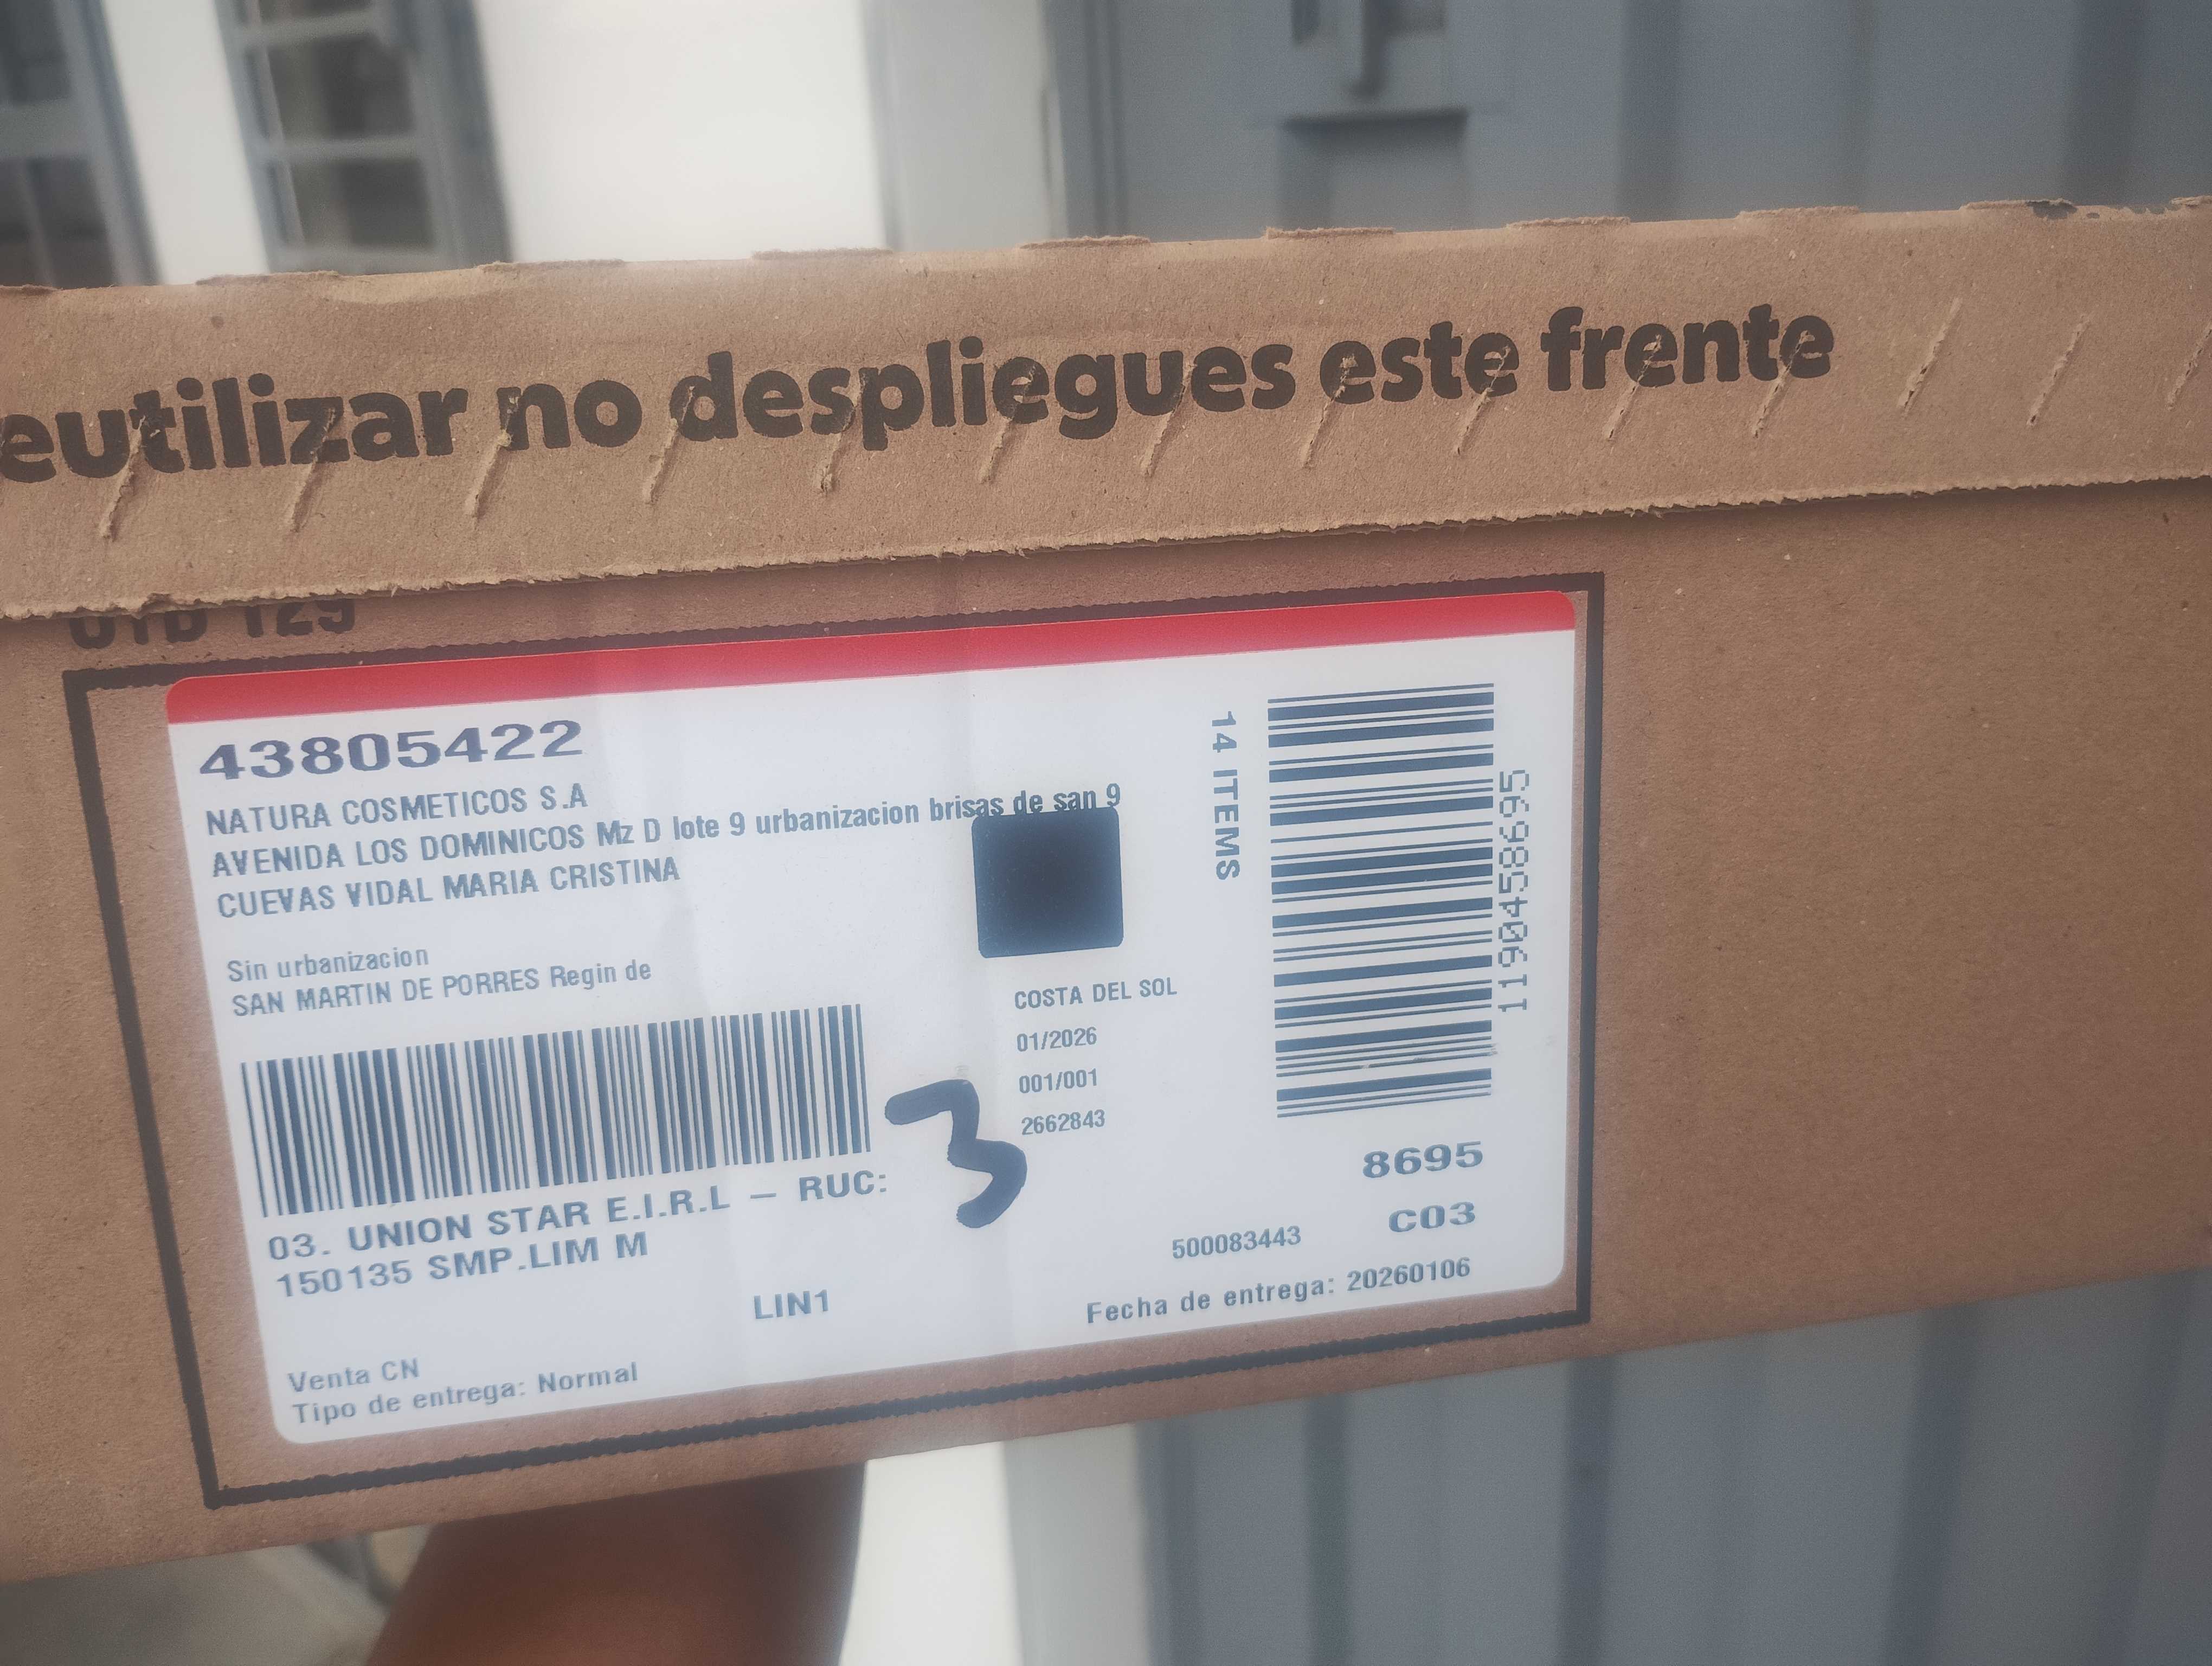 eutilizar no despliegues este frente
129
43805422
NATURA COSMETICOS S.A
AVENIDA LOS DOMINICOS Mz D lote 9 urbanizacion brisas de san 9
CUEVAS VIDAL MARIA CRISTINA
Sin urbanizacion
SAN MARTIN DE PORRES Regin de
14 ITEMS
1190458695
COSTA DEL SOL
01/2026
001/001
2662843
3
03. UNION STAR E.I.R.L – RUC:
150135 SMP.LIM M
LIN1
8695
C03
500083443
Fecha de entrega: 20260106
Venta CN
Tipo de entrega: Normal